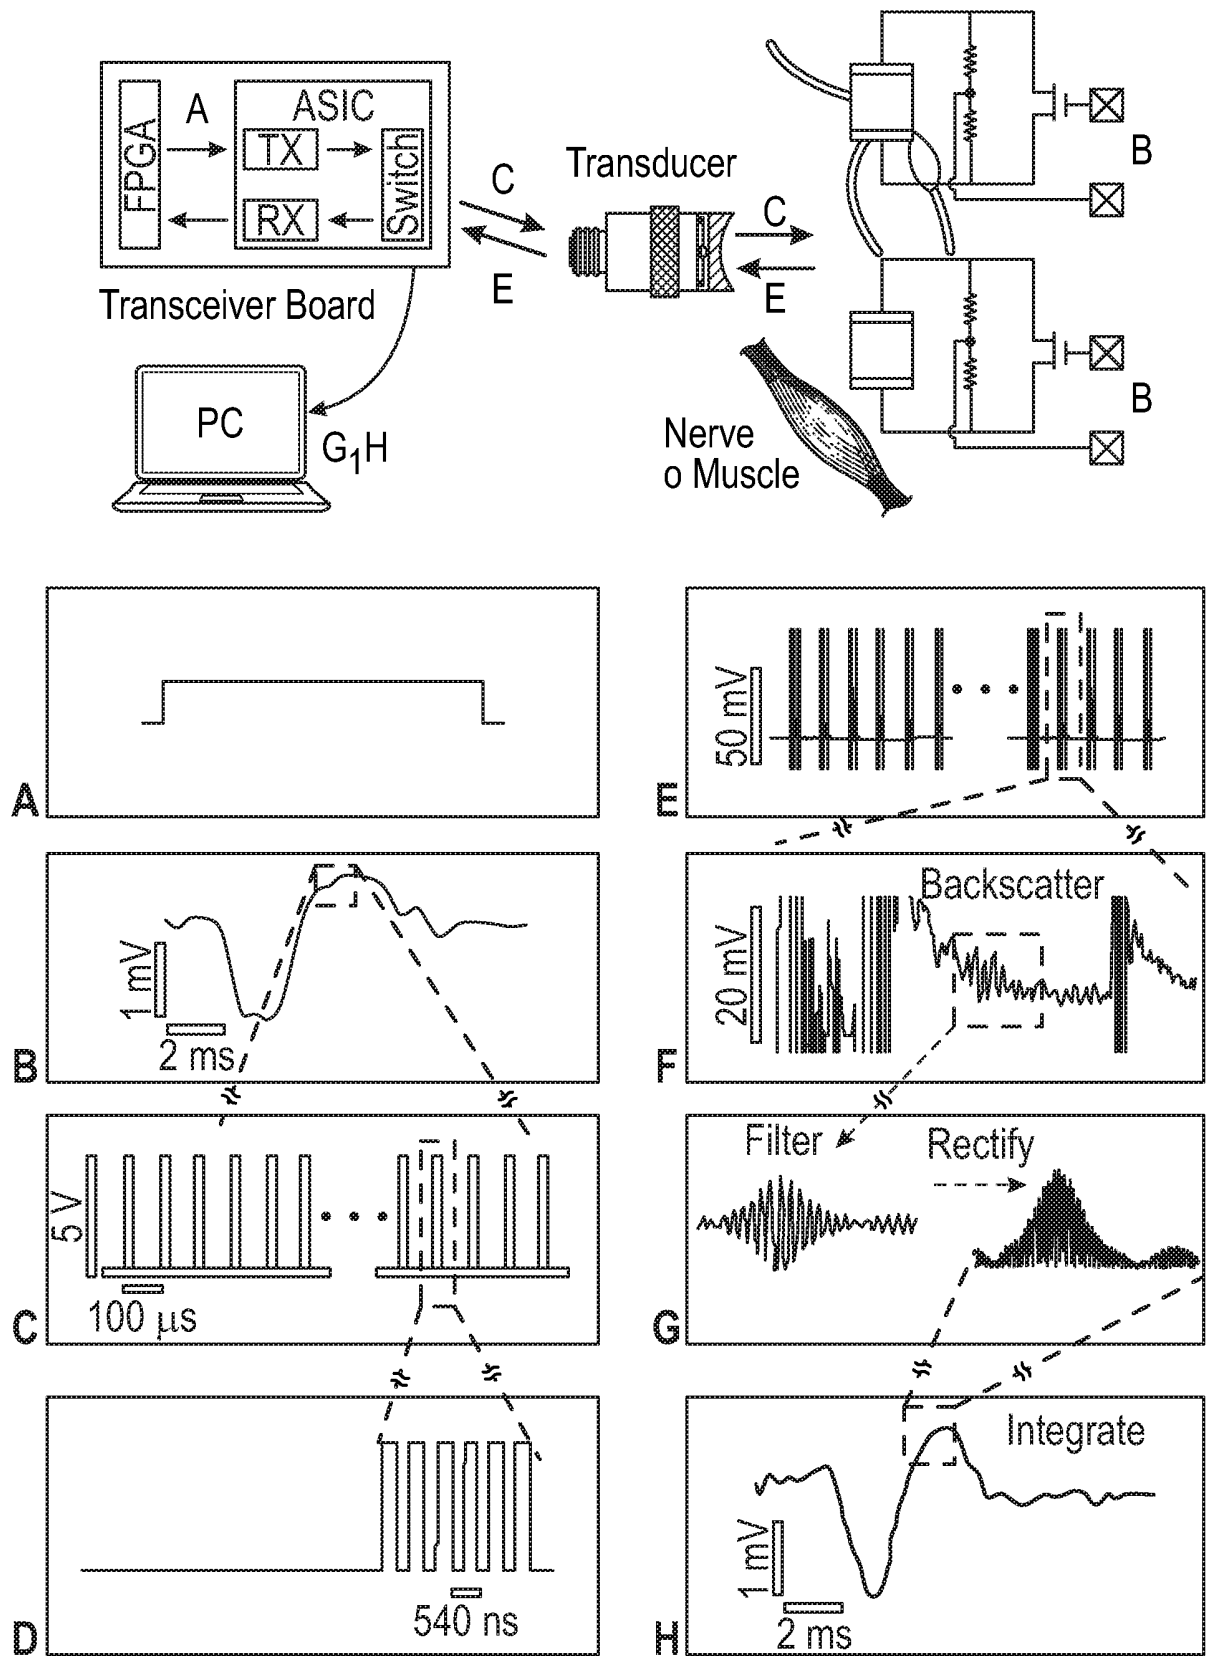 ASIC
FPGA
A
TX
RX
Switch
C
E
Transducer
C
E
B
B
Transceiver Board
PC
G1H
Nerve
o Muscle
A
1 mV
2 ms
B
5 V
100 μs
C
540 ns
D
50 mV
E
Backscatter
20 mV
F
Filter
Rectify
G
Integrate
1 mV
2 ms
H